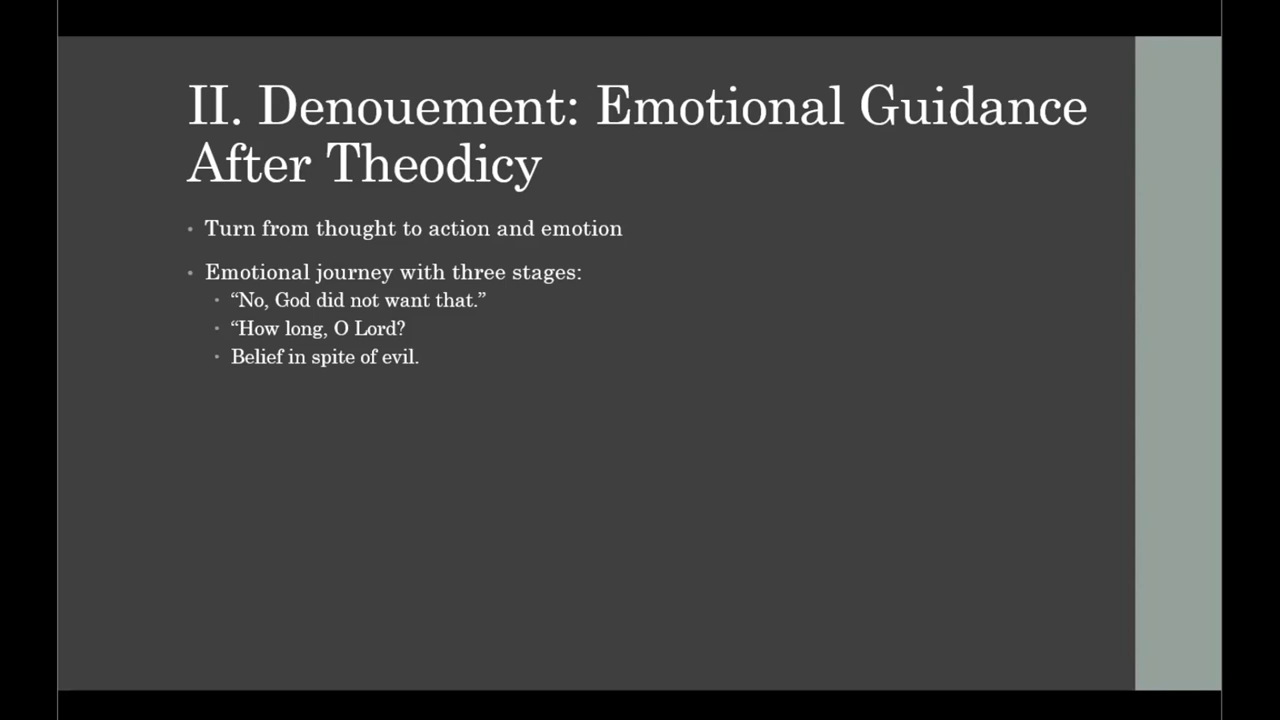 II. Denouement: Emotional Guidance
After Theodicy
• Turn from thought to action and emotion
• Emotional journey with three stages:
• “No, God did not want that.”
• “How long, O Lord?
• Belief in spite of evil.